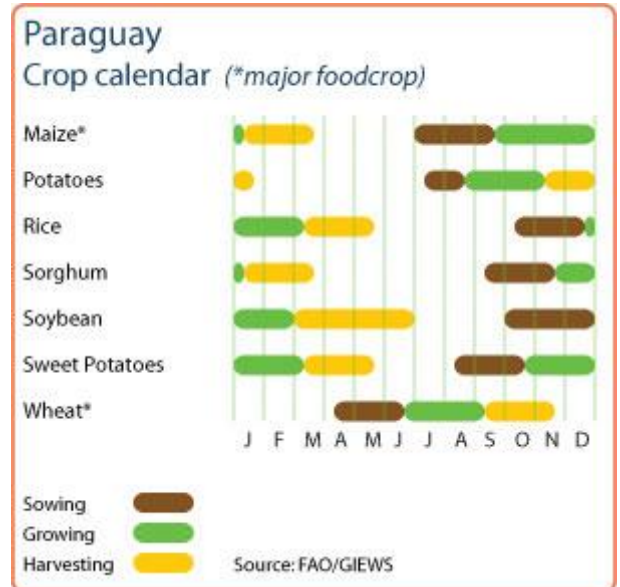 Paraguay
Crop calendar (*major foodcrop)
Maize*
Potatoes
Rice
Sorghum
Soybean
Sweet Potatoes
Wheat*
J F M A M J J A S O N D
Sowing
Growing
Harvesting Source: FAO/GIEWS